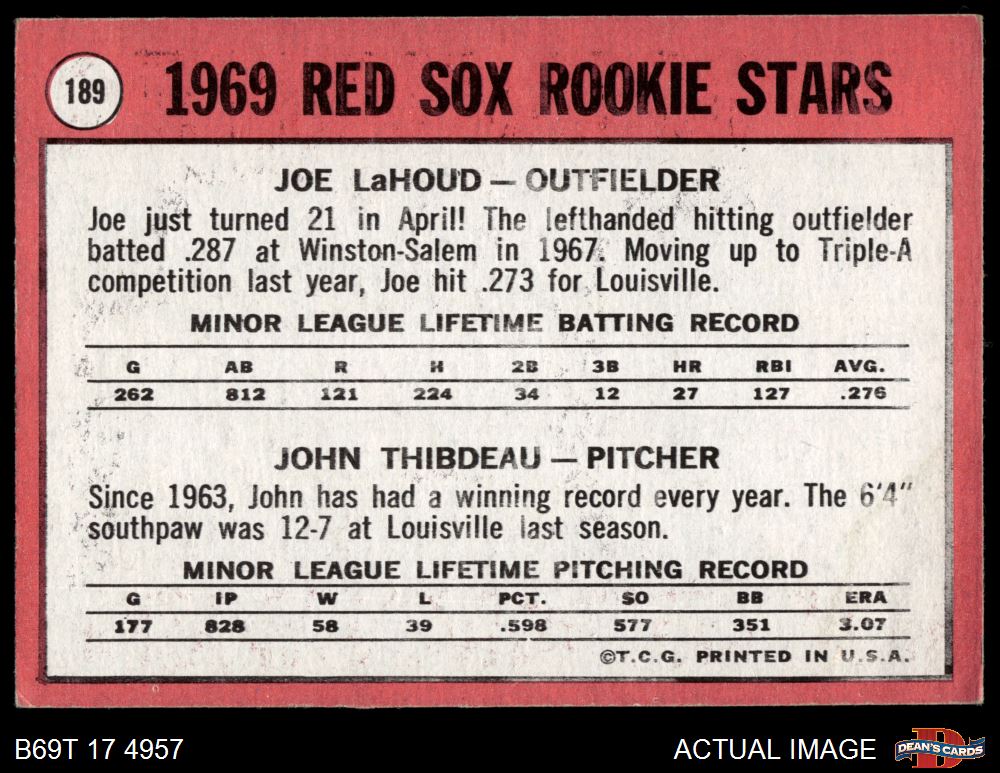 189
1969 RED SOX ROOKIE STARS
JOE LaHOUD — OUTFIELDER
Joe just turned 21 in April! The lefthanded hitting outfielder
batted .287 at Winston-Salem in 1967. Moving up to Triple-A
competition last year, Joe hit .273 for Louisville.
MINOR LEAGUE LIFETIME BATTING RECORD
G AB R H 2B 3B HR RBI AVG.
262 812 121 224 34 12 27 127 .276
JOHN THIBDEAU — PITCHER
Since 1963, John has had a winning record every year. The 6'4"
southpaw was 12-7 at Louisville last season.
MINOR LEAGUE LIFETIME PITCHING RECORD
G IP W L PCT. SO BB ERA
177 828 58 39 .598 577 351 3.07
©T.C.G. PRINTED IN U.S.A.
B69T 17 4957
ACTUAL IMAGE
D
DEAN'S CARDS